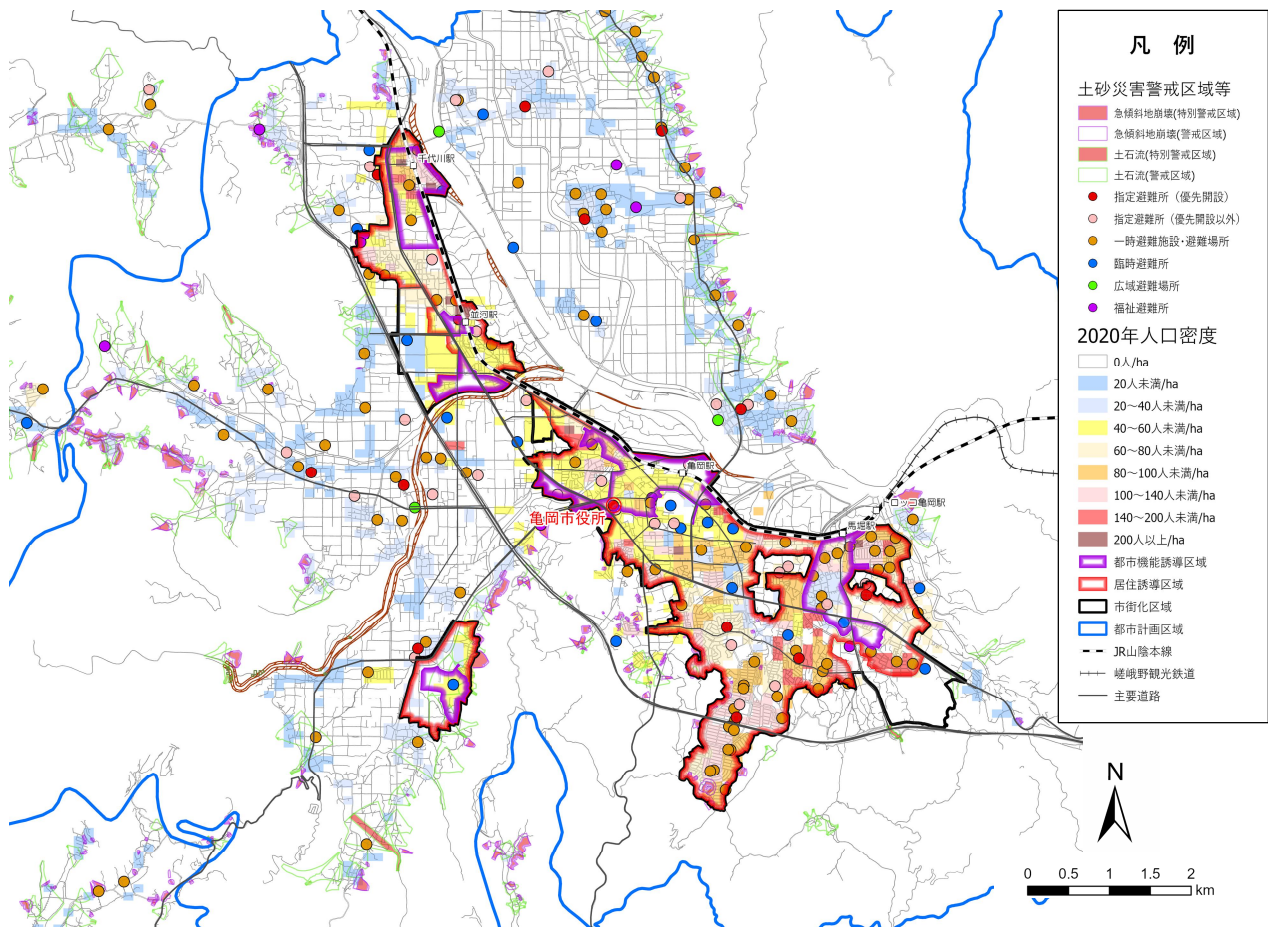 凡 例
土砂災害警戒区域等
急傾斜地崩壊(特別警戒区域)
急傾斜地崩壊(警戒区域)
土石流(特別警戒区域)
土石流(警戒区域)
指定避難所（優先開設）
指定避難所（優先開設以外）
一時避難施設・避難場所
臨時避難所
広域避難場所
福祉避難所
2020年人口密度
0人/ha
20人未満/ha
20～40人未満/ha
40～60人未満/ha
60～80人未満/ha
80～100人未満/ha
100～140人未満/ha
140～200人未満/ha
200人以上/ha
都市機能誘導区域
居住誘導区域
市街化区域
都市計画区域
JR山陰本線
嵯峨野観光鉄道
主要道路
千代川駅
並河駅
亀岡駅
トロッコ亀岡駅
馬堀駅
亀岡市役所
N
0 0.5 1 1.5 2
km